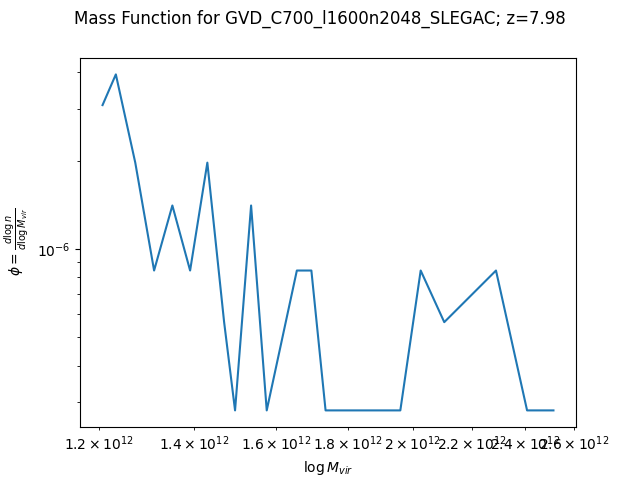 Mass Function for GVD_C700_l1600n2048_SLEGAC; z=7.98
ϕ = d log n / d log M_vir
10^−6
1.2 × 10^12 1.4 × 10^12 1.6 × 10^12 1.8 × 10^12 2 × 10^12 2.2 × 10^12 2.4 × 10^12 2.6 × 10^12
log M_vir